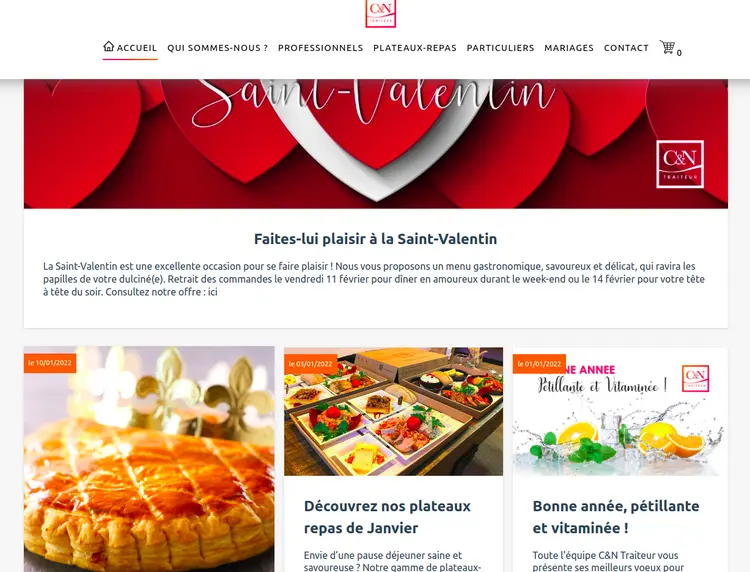 C&N
ACCUEIL QUI SOMMES-NOUS ? PROFESSIONNELS PLATEAUX-REPAS PARTICULIERS MARIAGES CONTACT 0
Saint-Valentin
C&N
TRAITEUR
Faites-lui plaisir à la Saint-Valentin
La Saint-Valentin est une excellente occasion pour se faire plaisir ! Nous vous proposons un menu gastronomique, savoureux et délicat, qui ravira les
papilles de votre dulciné(e). Retrait des commandes le vendredi 11 février pour dîner en amoureux durant le week-end ou le 14 février pour votre tête
à tête du soir. Consultez notre offre : ici
le 10/01/2022
le 03/01/2022
Découvrez nos plateaux
repas de Janvier
Envie d’une pause déjeuner saine et
savoureuse ? Notre gamme de plateaux-
le 01/01/2022
NE ANNEE
Pétillante et Vitaminée !
C&N
Bonne année, pétillante
et vitaminée !
Toute l'équipe C&N Traiteur vous
présente ses meilleurs voeux pour